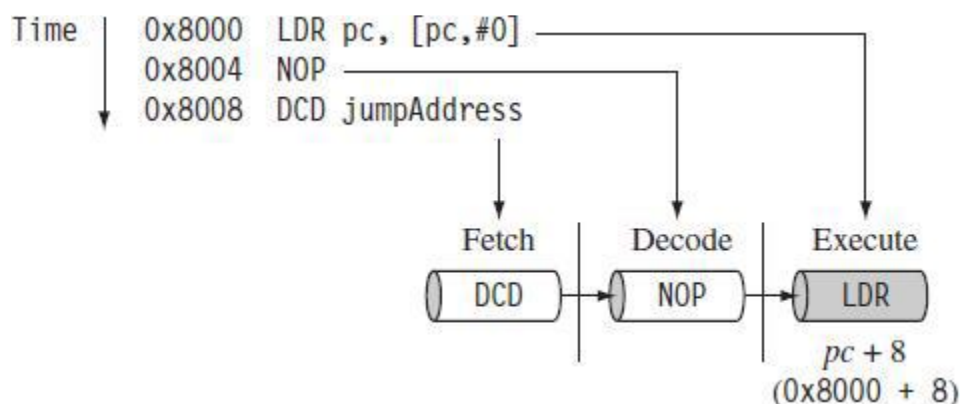 Time 0x8000 LDR pc, [pc,#0]
0x8004 NOP
0x8008 DCD jumpAddress
Fetch Decode Execute
DCD NOP LDR
pc + 8
(0x8000 + 8)